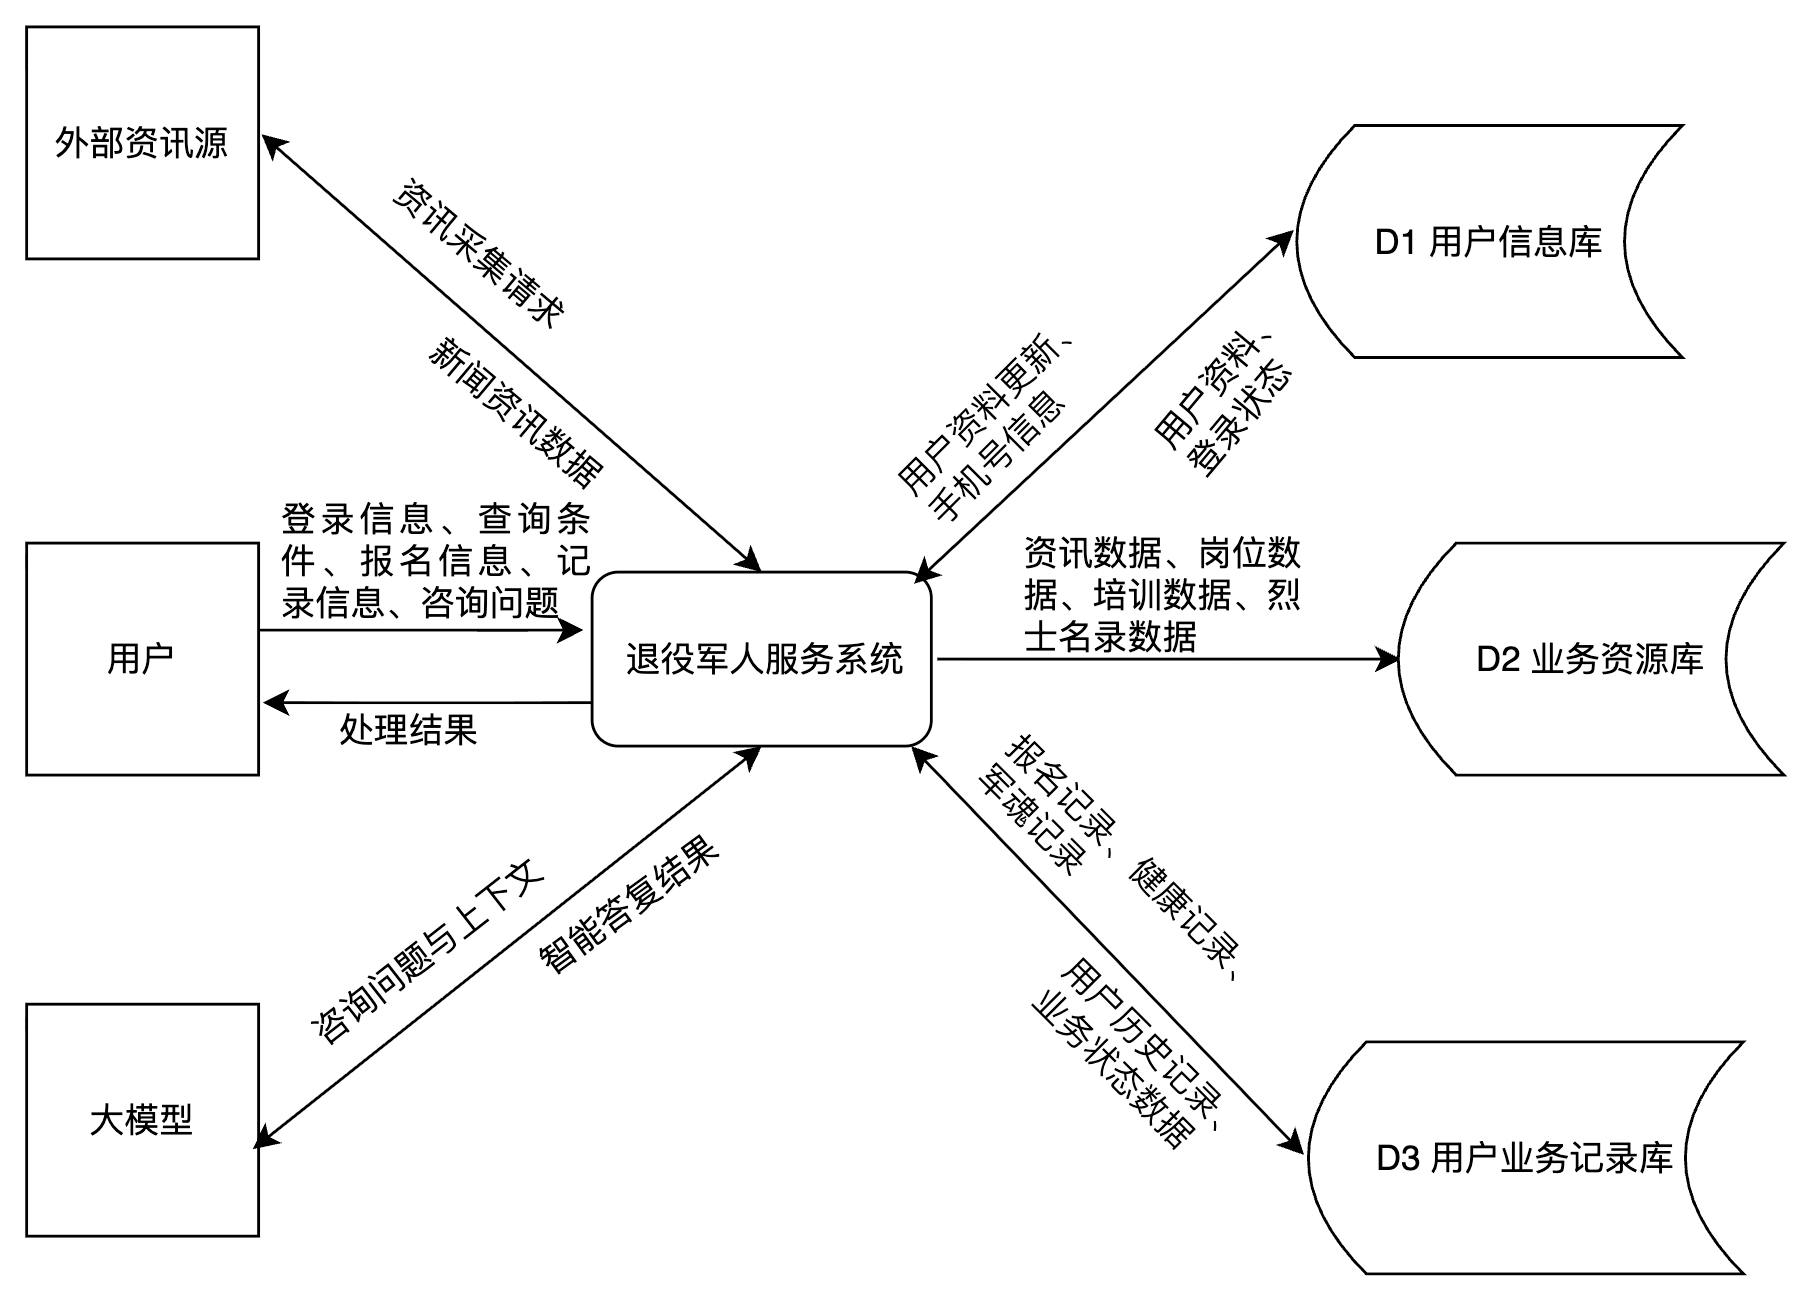 外部资讯源
资讯采集请求
新闻资讯数据
D1 用户信息库
用户资料更新、
手机号信息
用户资料、
登录状态
登录信息、查询条
件、报名信息、记
录信息、咨询问题
用户
处理结果
退役军人服务系统
资讯数据、岗位数
据、培训数据、烈
士名录数据
D2 业务资源库
咨询问题与上下文
智能答复结果
报名记录、健康记录、
军魂记录
用户历史记录、
业务状态数据
大模型
D3 用户业务记录库